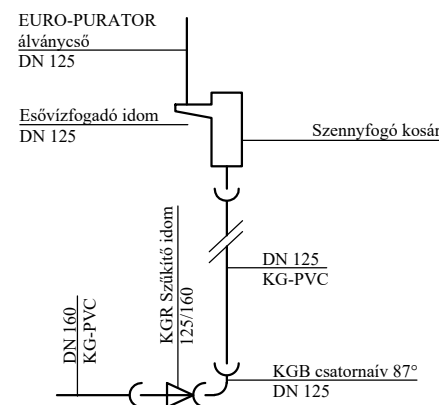 EURO-PURATOR
álványcső
DN 125
Esővízfogadó idom
DN 125
Szennyfogó kosár
DN 125
KG-PVC
KGR Szűkítő idom
125/160
DN 160
KG-PVC
KGB csatornaív 87°
DN 125